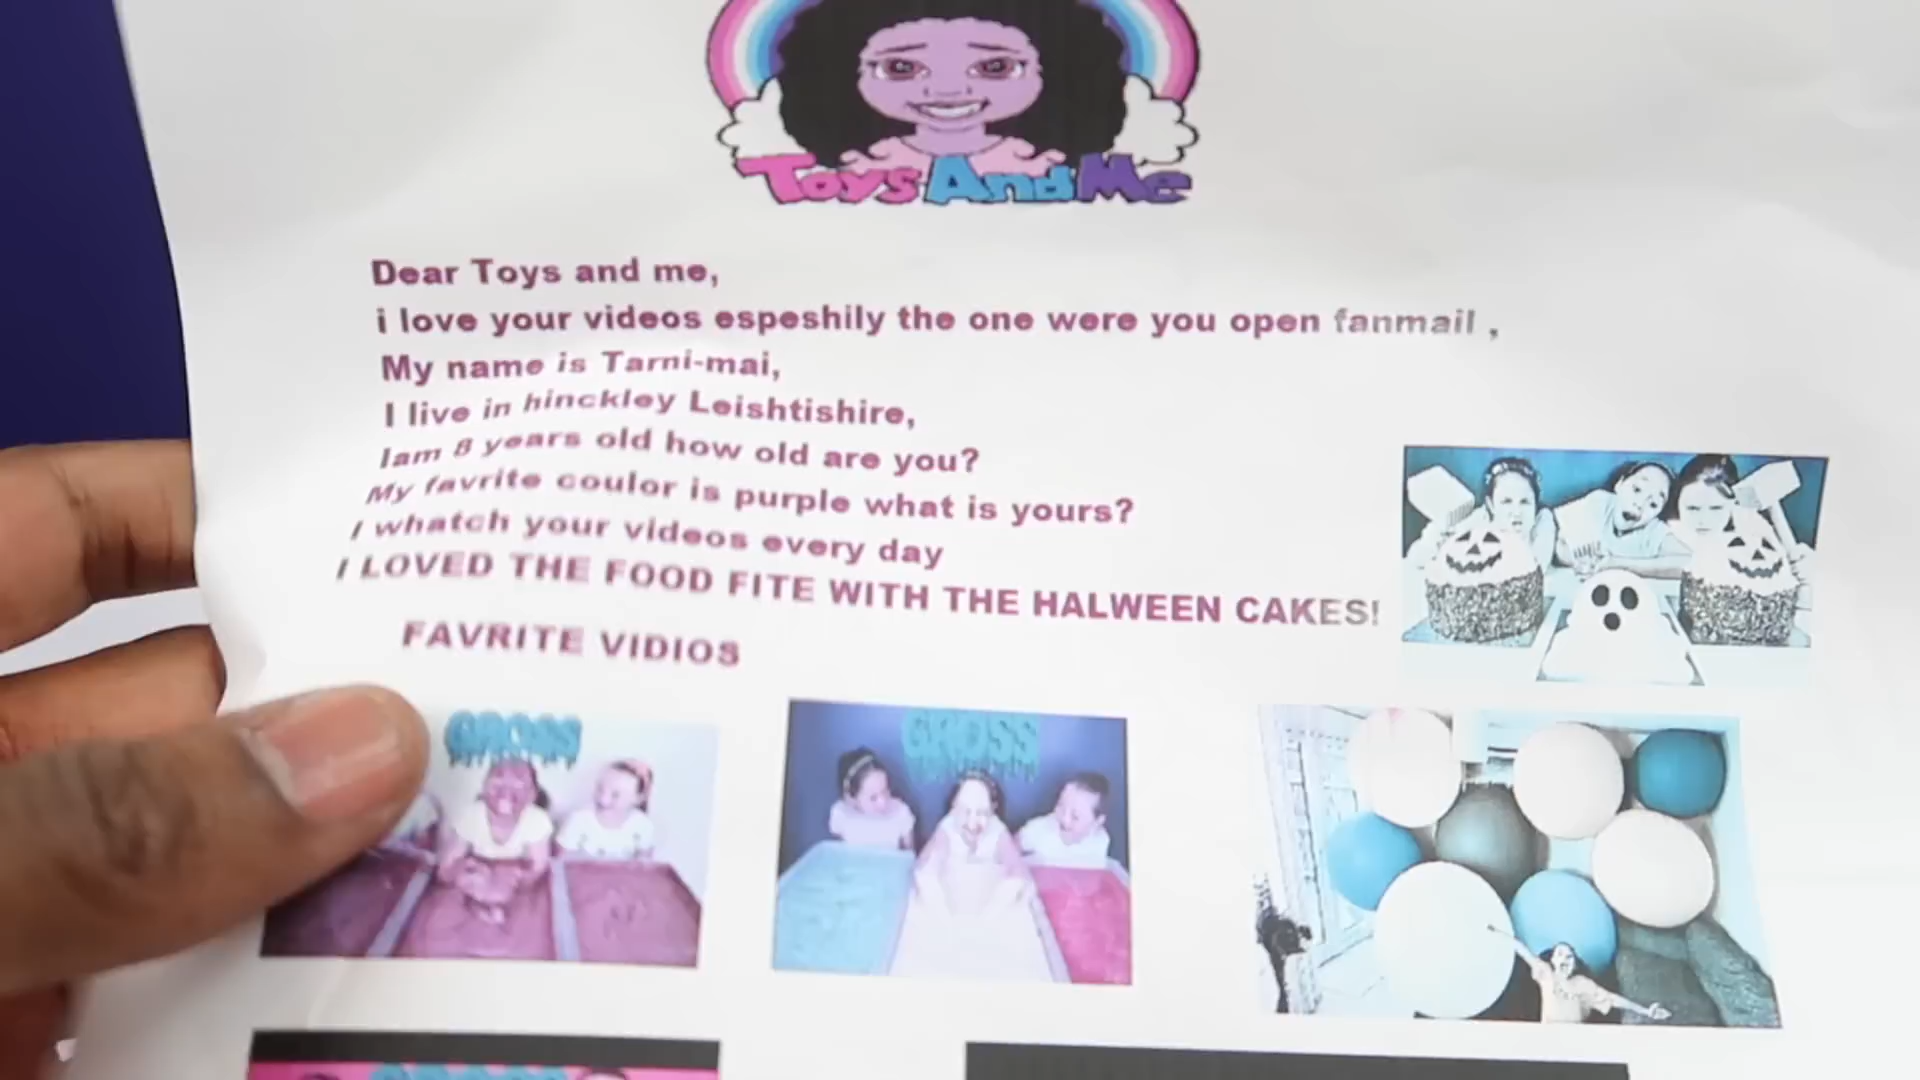 Toys And Me
Dear Toys and me,
i love your videos espeshily the one were you open fanmail ,
My name is Tarni-mai,
I live in hinckley Leishtishire,
Iam 8 years old how old are you?
My favrite coulor is purple what is yours?
I whatch your videos every day
I LOVED THE FOOD FITE WITH THE HALWEEN CAKES!
FAVRITE VIDIOS
GROSS
GROSS